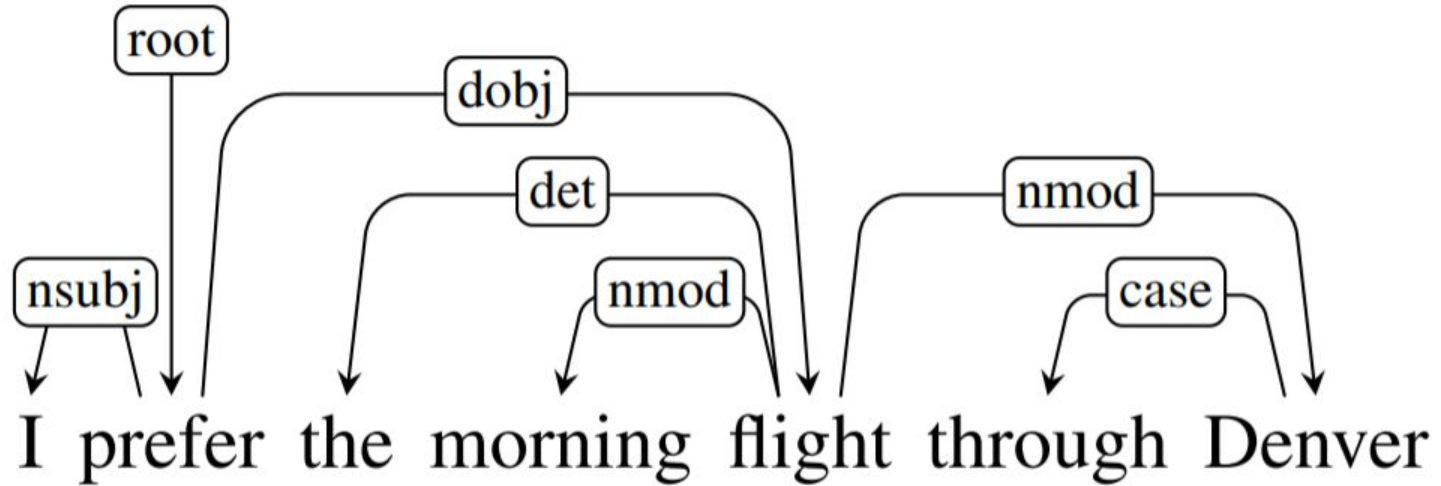 root
dobj
det nmod
nsubj nmod case
I prefer the morning flight through Denver